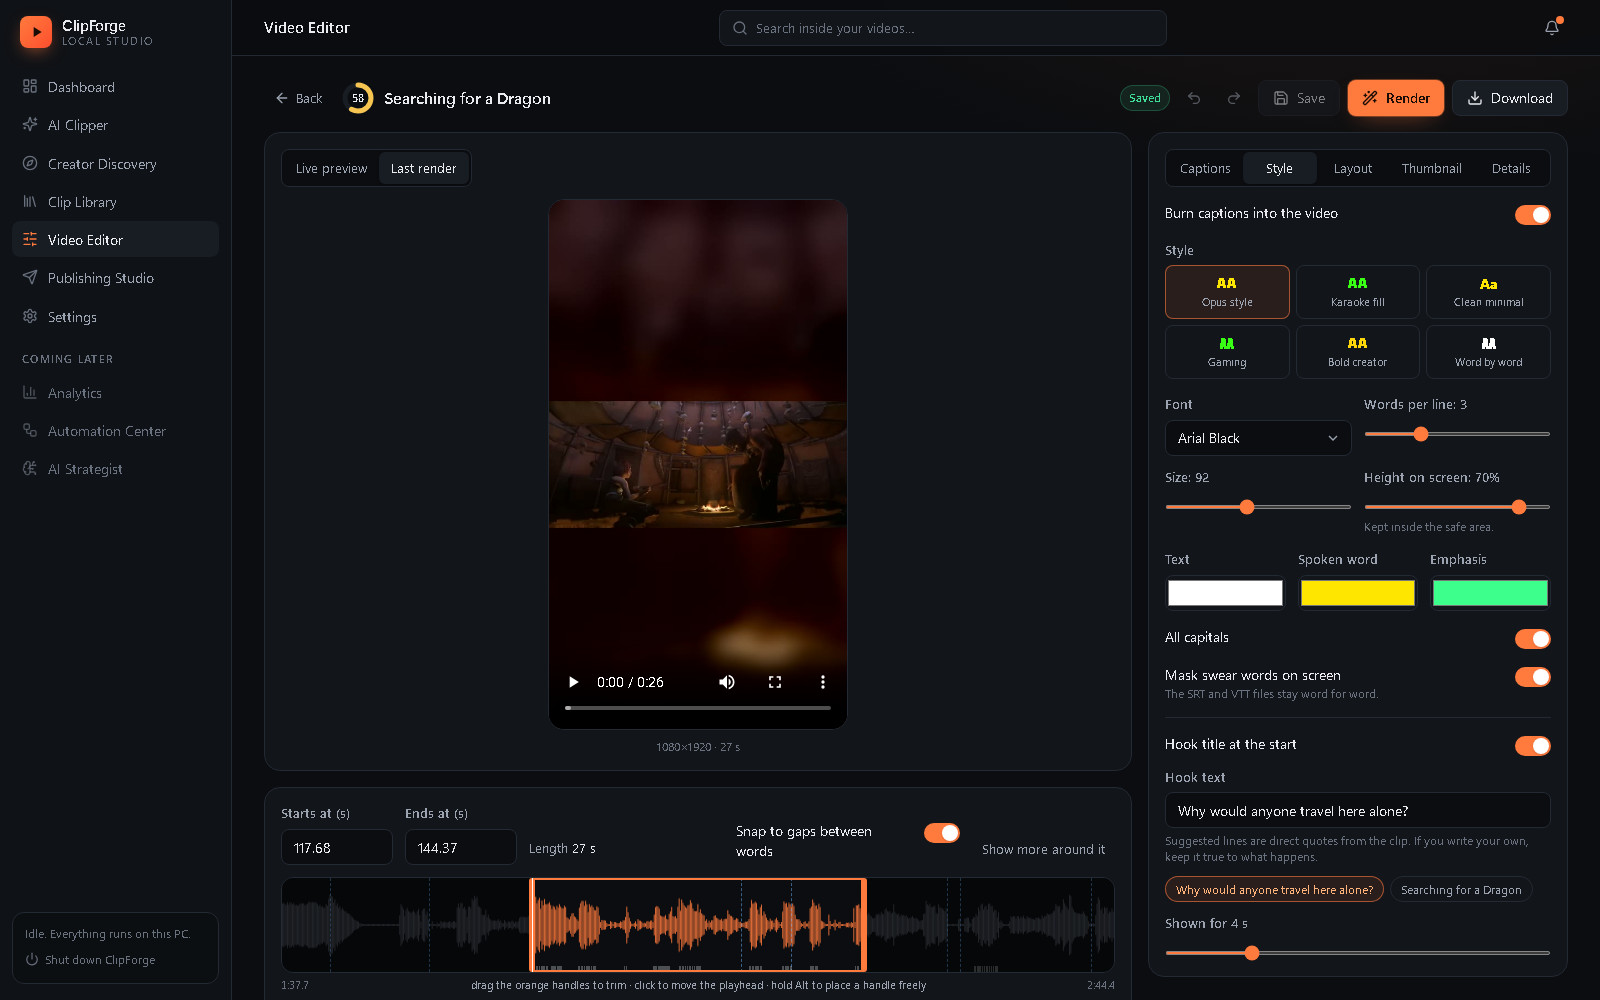 ClipForge
LOCAL STUDIO
Dashboard
AI Clipper
Creator Discovery
Clip Library
Video Editor
Publishing Studio
Settings
COMING LATER
Analytics
Automation Center
AI Strategist
Idle. Everything runs on this PC.
Shut down ClipForge
Video Editor
Search inside your videos...
Back
58
Searching for a Dragon
Saved
Save
Render
Download
Live preview
Last render
0:00 / 0:26
1080×1920 · 27 s
Starts at (s)
Ends at (s)
117.68
144.37
Length 27 s
Snap to gaps between
words
Show more around it
1:37.7
drag the orange handles to trim · click to move the playhead · hold Alt to place a handle freely
2:44.4
Captions
Style
Layout
Thumbnail
Details
Burn captions into the video
Style
AA
Opus style
AA
Karaoke fill
Aa
Clean minimal
AA
Gaming
AA
Bold creator
AA
Word by word
Font
Words per line: 3
Arial Black
Size: 92
Height on screen: 70%
Kept inside the safe area.
Text
Spoken word
Emphasis
All capitals
Mask swear words on screen
The SRT and VTT files stay word for word.
Hook title at the start
Hook text
Why would anyone travel here alone?
Suggested lines are direct quotes from the clip. If you write your own,
keep it true to what happens.
Why would anyone travel here alone?
Searching for a Dragon
Shown for 4 s